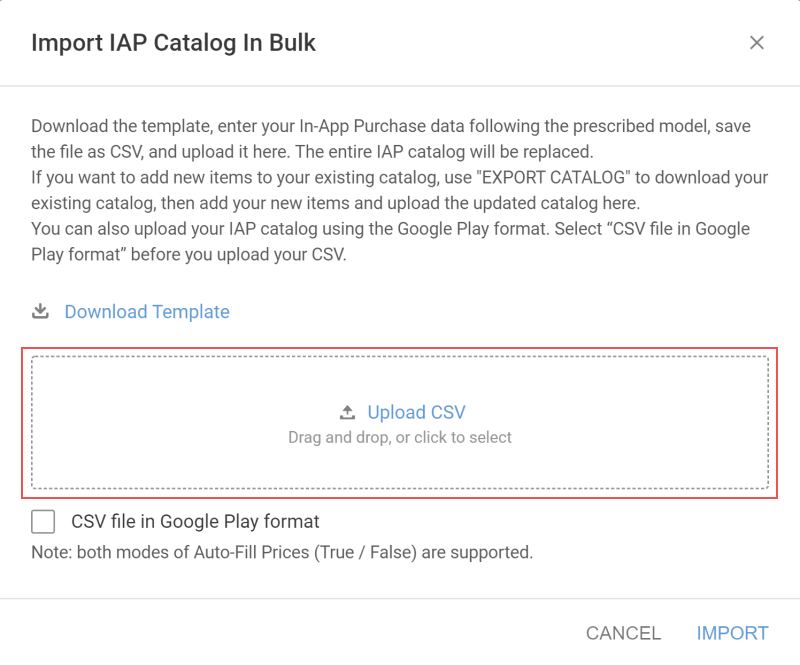 Import IAP Catalog In Bulk
Download the template, enter your In-App Purchase data following the prescribed model, save
the file as CSV, and upload it here. The entire IAP catalog will be replaced.
If you want to add new items to your existing catalog, use "EXPORT CATALOG" to download your
existing catalog, then add your new items and upload the updated catalog here.
You can also upload your IAP catalog using the Google Play format. Select “CSV file in Google
Play format” before you upload your CSV.
Download Template
Upload CSV
Drag and drop, or click to select
CSV file in Google Play format
Note: both modes of Auto-Fill Prices (True / False) are supported.
CANCEL IMPORT